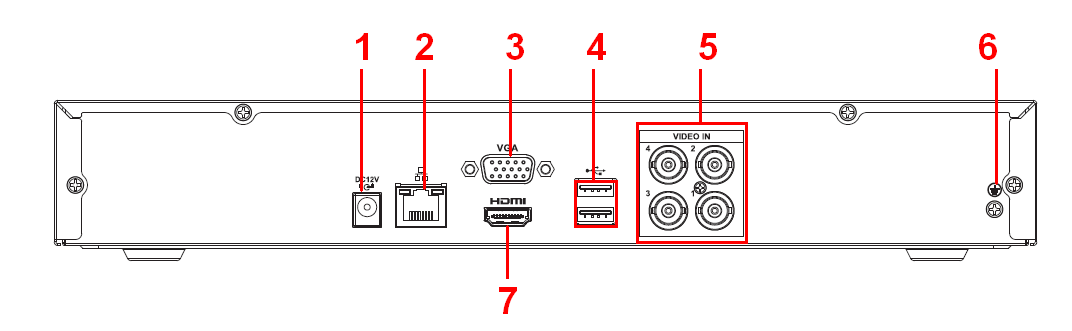 1 2 3 4 5 6
VIDEO IN
VGA
4 2
DC12V
3 1
HDMI
7